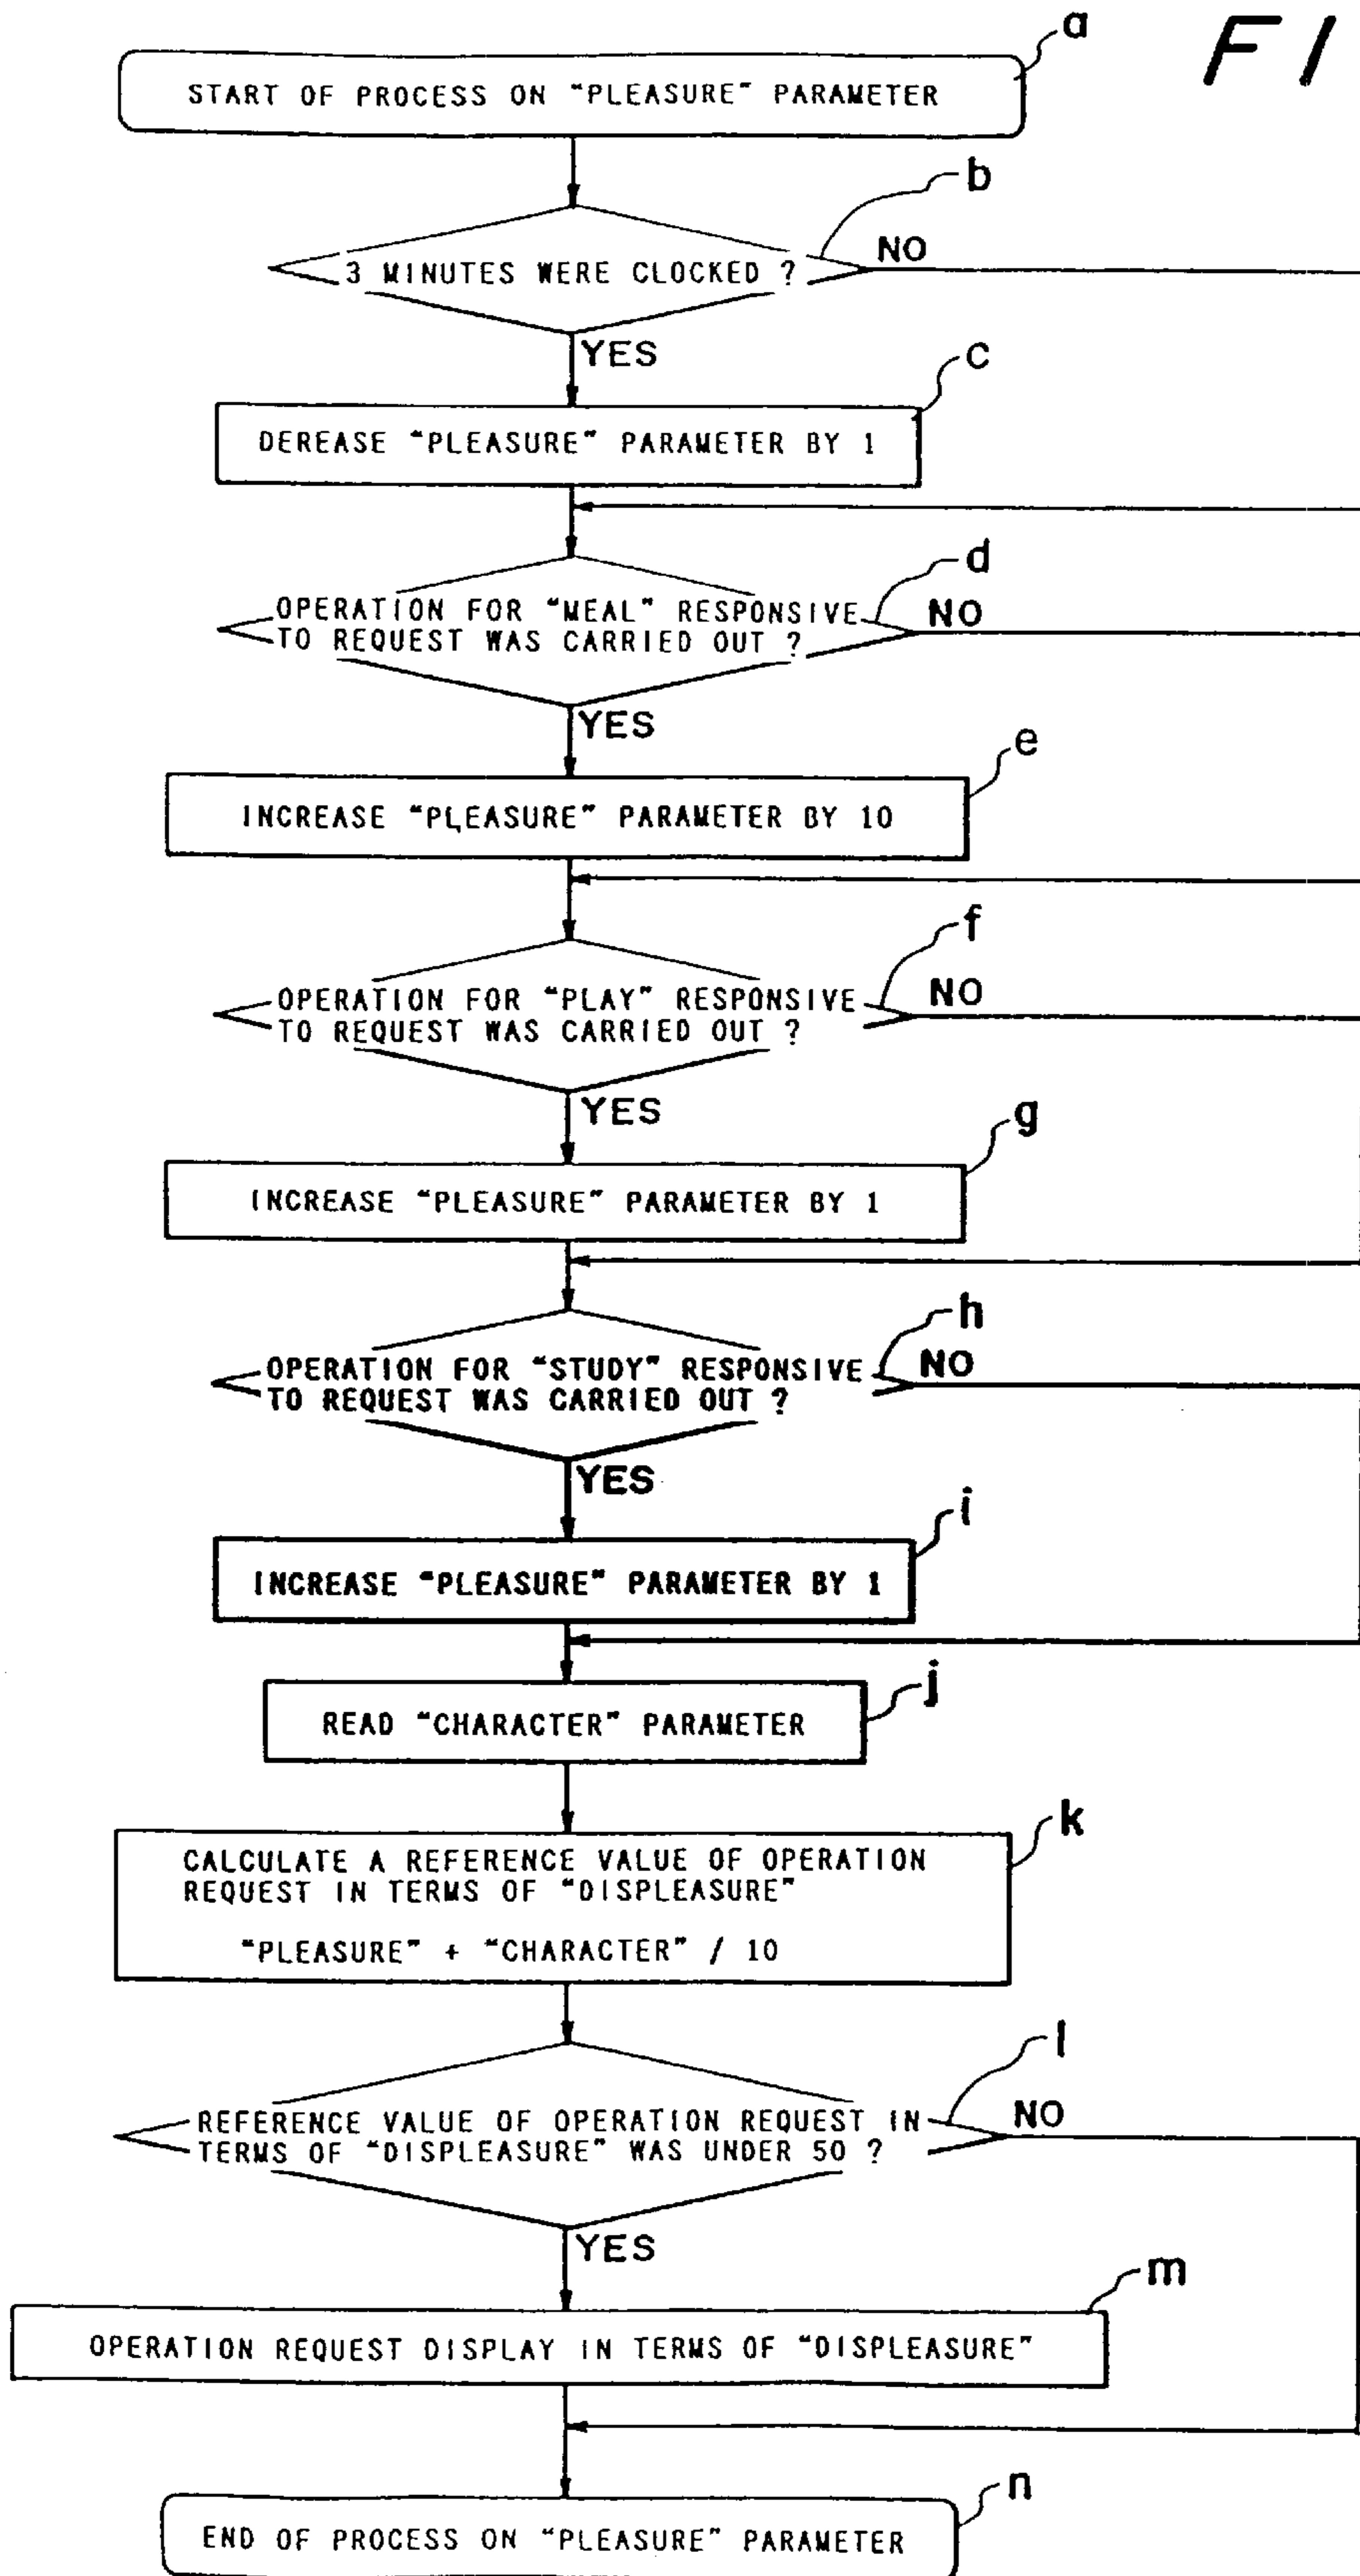 FI
a
START OF PROCESS ON "PLEASURE" PARAMETER
b
3 MINUTES WERE CLOCKED ?
NO
YES
c
DEREASE "PLEASURE" PARAMETER BY 1
d
OPERATION FOR "MEAL" RESPONSIVE
TO REQUEST WAS CARRIED OUT ?
NO
YES
e
INCREASE "PLEASURE" PARAMETER BY 10
f
OPERATION FOR "PLAY" RESPONSIVE
TO REQUEST WAS CARRIED OUT ?
NO
YES
g
INCREASE "PLEASURE" PARAMETER BY 1
h
OPERATION FOR "STUDY" RESPONSIVE
TO REQUEST WAS CARRIED OUT ?
NO
YES
i
INCREASE "PLEASURE" PARAMETER BY 1
j
READ "CHARACTER" PARAMETER
k
CALCULATE A REFERENCE VALUE OF OPERATION
REQUEST IN TERMS OF "DISPLEASURE"
"PLEASURE" + "CHARACTER" / 10
l
REFERENCE VALUE OF OPERATION REQUEST IN
TERMS OF "DISPLEASURE" WAS UNDER 50 ?
NO
YES
m
OPERATION REQUEST DISPLAY IN TERMS OF "DISPLEASURE"
n
END OF PROCESS ON "PLEASURE" PARAMETER